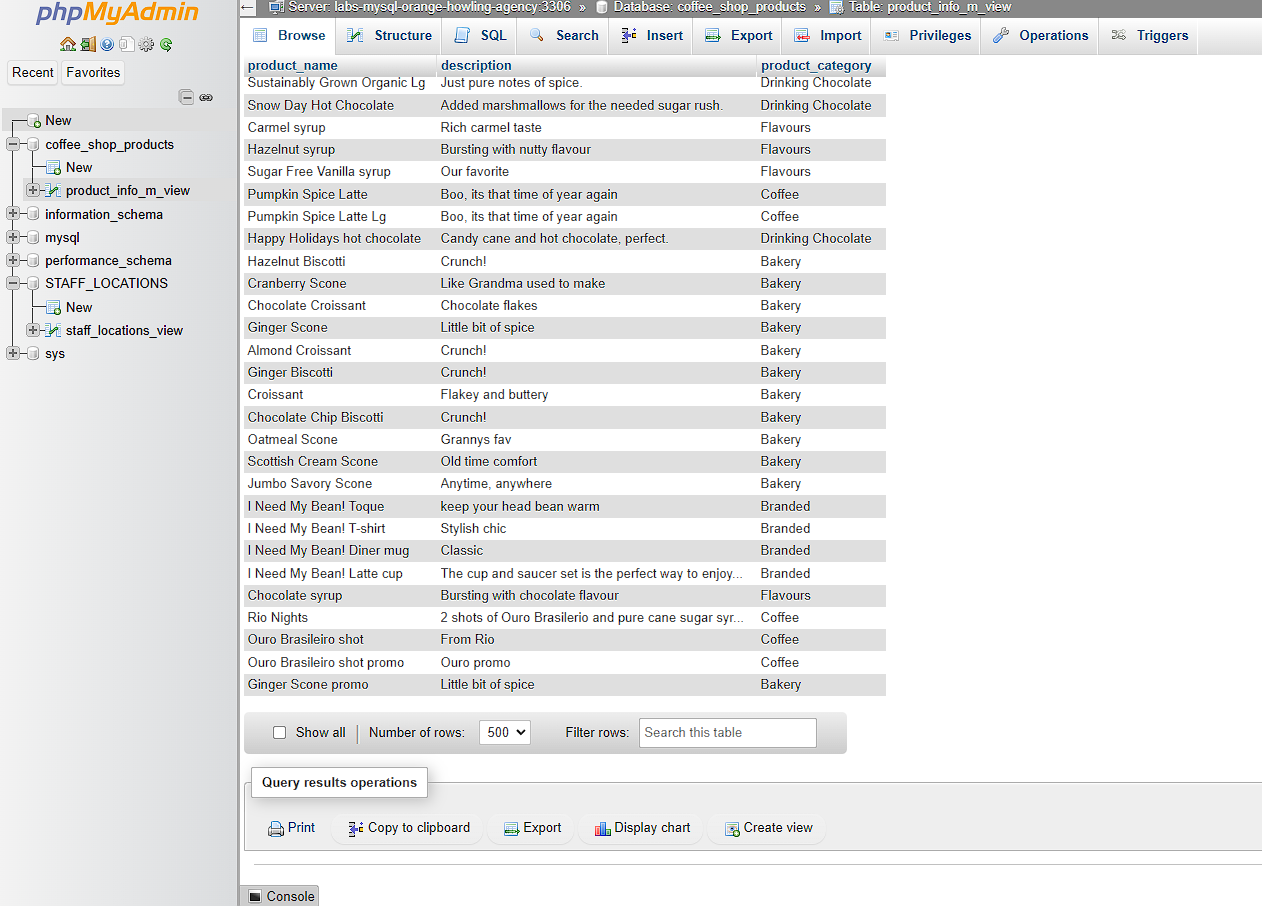 phpMyAdmin
Recent Favorites
New
coffee_shop_products
New
product_info_m_view
information_schema
mysql
performance_schema
STAFF_LOCATIONS
New
staff_locations_view
sys
← Server: labs-mysql-orange-howling-agency:3306 » Database: coffee_shop_products » Table: product_info_m_view
Browse Structure SQL Search Insert Export Import Privileges Operations Triggers
product_name description product_category
Sustainably Grown Organic Lg Just pure notes of spice. Drinking Chocolate
Snow Day Hot Chocolate Added marshmallows for the needed sugar rush. Drinking Chocolate
Carmel syrup Rich carmel taste Flavours
Hazelnut syrup Bursting with nutty flavour Flavours
Sugar Free Vanilla syrup Our favorite Flavours
Pumpkin Spice Latte Boo, its that time of year again Coffee
Pumpkin Spice Latte Lg Boo, its that time of year again Coffee
Happy Holidays hot chocolate Candy cane and hot chocolate, perfect. Drinking Chocolate
Hazelnut Biscotti Crunch! Bakery
Cranberry Scone Like Grandma used to make Bakery
Chocolate Croissant Chocolate flakes Bakery
Ginger Scone Little bit of spice Bakery
Almond Croissant Crunch! Bakery
Ginger Biscotti Crunch! Bakery
Croissant Flakey and buttery Bakery
Chocolate Chip Biscotti Crunch! Bakery
Oatmeal Scone Grannys fav Bakery
Scottish Cream Scone Old time comfort Bakery
Jumbo Savory Scone Anytime, anywhere Bakery
I Need My Bean! Toque keep your head bean warm Branded
I Need My Bean! T-shirt Stylish chic Branded
I Need My Bean! Diner mug Classic Branded
I Need My Bean! Latte cup The cup and saucer set is the perfect way to enjoy... Branded
Chocolate syrup Bursting with chocolate flavour Flavours
Rio Nights 2 shots of Ouro Brasilerio and pure cane sugar syr... Coffee
Ouro Brasileiro shot From Rio Coffee
Ouro Brasileiro shot promo Ouro promo Coffee
Ginger Scone promo Little bit of spice Bakery
Show all Number of rows: 500 Filter rows: Search this table
Query results operations
Print Copy to clipboard Export Display chart Create view
Console